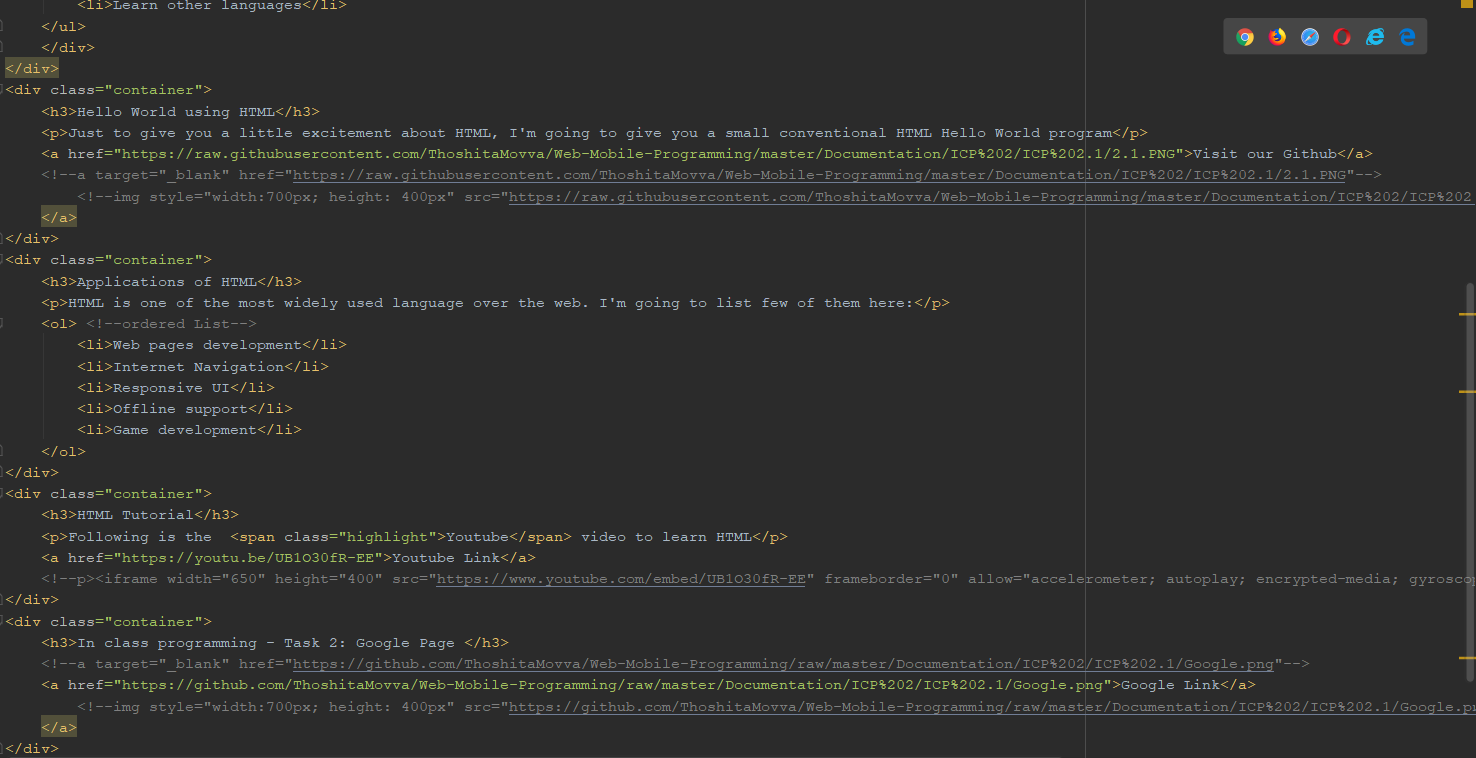 <li>Learn other languages</li>
</ul>
</div>
</div>
<div class="container">
<h3>Hello World using HTML</h3>
<p>Just to give you a little excitement about HTML, I'm going to give you a small conventional HTML Hello World program</p>
<a href="https://raw.githubusercontent.com/ThoshitaMovva/Web-Mobile-Programming/master/Documentation/ICP%202/ICP%202.1/2.1.PNG">Visit our Github</a>
<!--a target="_blank" href="https://raw.githubusercontent.com/ThoshitaMovva/Web-Mobile-Programming/master/Documentation/ICP%202/ICP%202.1/2.1.PNG"-->
<!--img style="width:700px; height: 400px" src="https://raw.githubusercontent.com/ThoshitaMovva/Web-Mobile-Programming/master/Documentation/ICP%202/ICP%202
</a>
</div>
<div class="container">
<h3>Applications of HTML</h3>
<p>HTML is one of the most widely used language over the web. I'm going to list few of them here:</p>
<ol> <!--ordered List-->
<li>Web pages development</li>
<li>Internet Navigation</li>
<li>Responsive UI</li>
<li>Offline support</li>
<li>Game development</li>
</ol>
</div>
<div class="container">
<h3>HTML Tutorial</h3>
<p>Following is the  <span class="highlight">Youtube</span> video to learn HTML</p>
<a href="https://youtu.be/UB1O30fR-EE">Youtube Link</a>
<!--p><iframe width="650" height="400" src="https://www.youtube.com/embed/UB1O30fR-EE" frameborder="0" allow="accelerometer; autoplay; encrypted-media; gyroscop
</div>
<div class="container">
<h3>In class programming - Task 2: Google Page </h3>
<!--a target="_blank" href="https://github.com/ThoshitaMovva/Web-Mobile-Programming/raw/master/Documentation/ICP%202/ICP%202.1/Google.png"-->
<a href="https://github.com/ThoshitaMovva/Web-Mobile-Programming/raw/master/Documentation/ICP%202/ICP%202.1/Google.png">Google Link</a>
<!--img style="width:700px; height: 400px" src="https://github.com/ThoshitaMovva/Web-Mobile-Programming/raw/master/Documentation/ICP%202/ICP%202.1/Google.pn
</a>
</div>